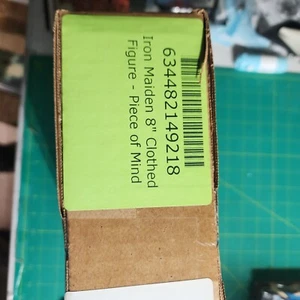 634482149218
Iron Maiden 8" Clothed
Figure - Piece of Mind